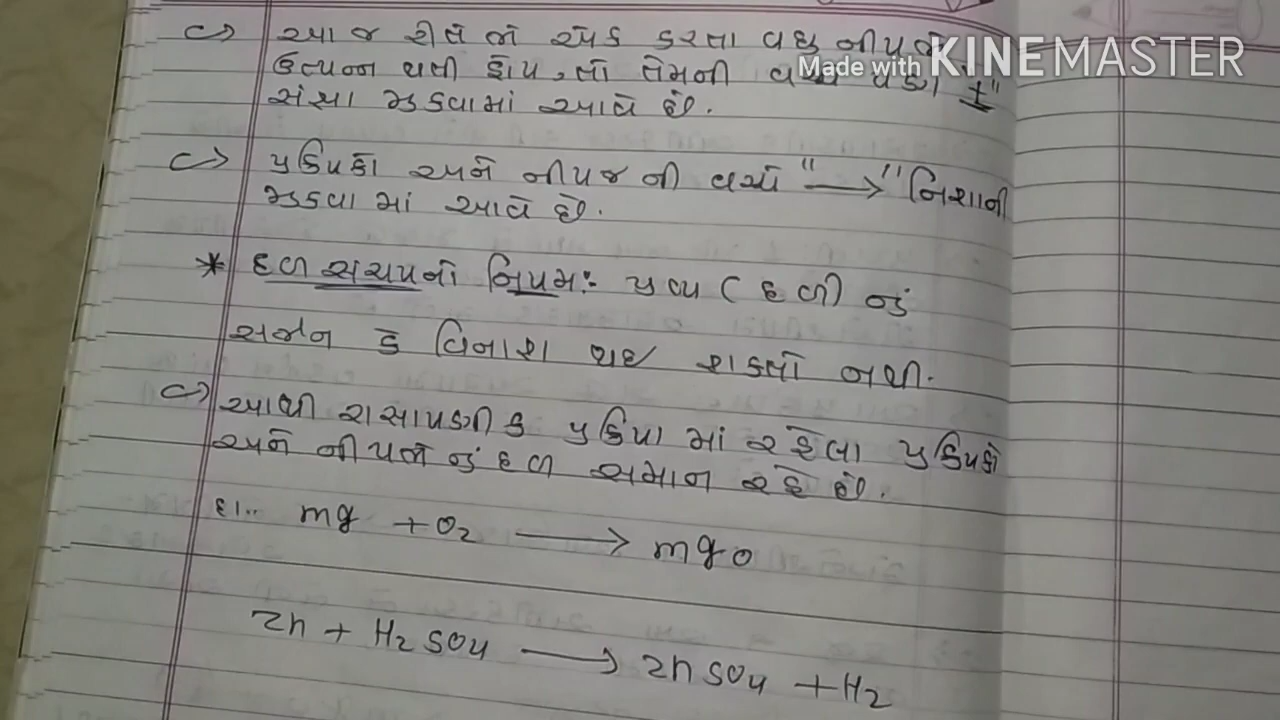 આ જ રીતે જો એક કરતા વધુ નીપજો
ઉત્પન્ન થતી હોય, તો તેમની વચ્ચે પણ "+"
સંજ્ઞા મુકવામાં આવે છે.
Made with KINEMASTER
પ્રક્રિયકો અને નીપજ ની વચ્ચે "→" નિશાની
મુકવા માં આવે છે.
* દળ સંચયનો નિયમ:- દ્રવ્ય (દળ) નું
સર્જન કે વિનાશ થઇ શકતો નથી.
આથી રાસાયણીક પ્રક્રિયા માં રહેલા પ્રક્રિયકો
અને નીપજો નું દળ સમાન રહે છે.
દા.. mg + O₂ → mgo
Zn + H₂SO4 → ZnSO4 + H₂